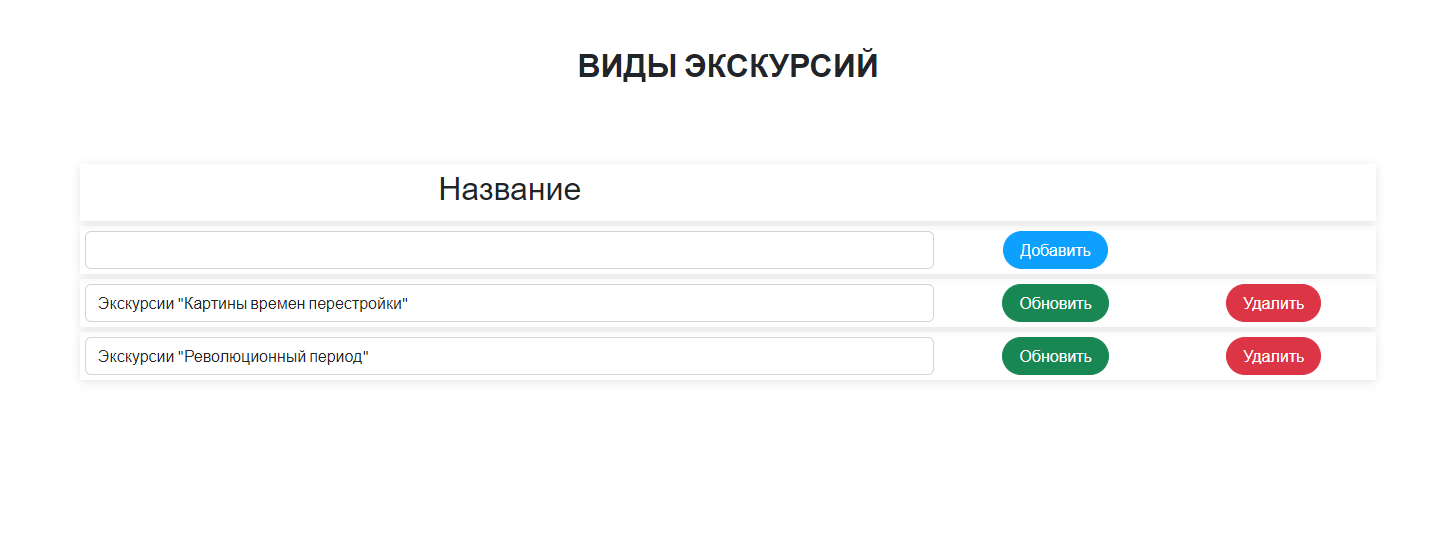 ВИДЫ ЭКСКУРСИЙ
Название
Добавить
Экскурсии "Картины времен перестройки" Обновить Удалить
Экскурсии "Революционный период" Обновить Удалить